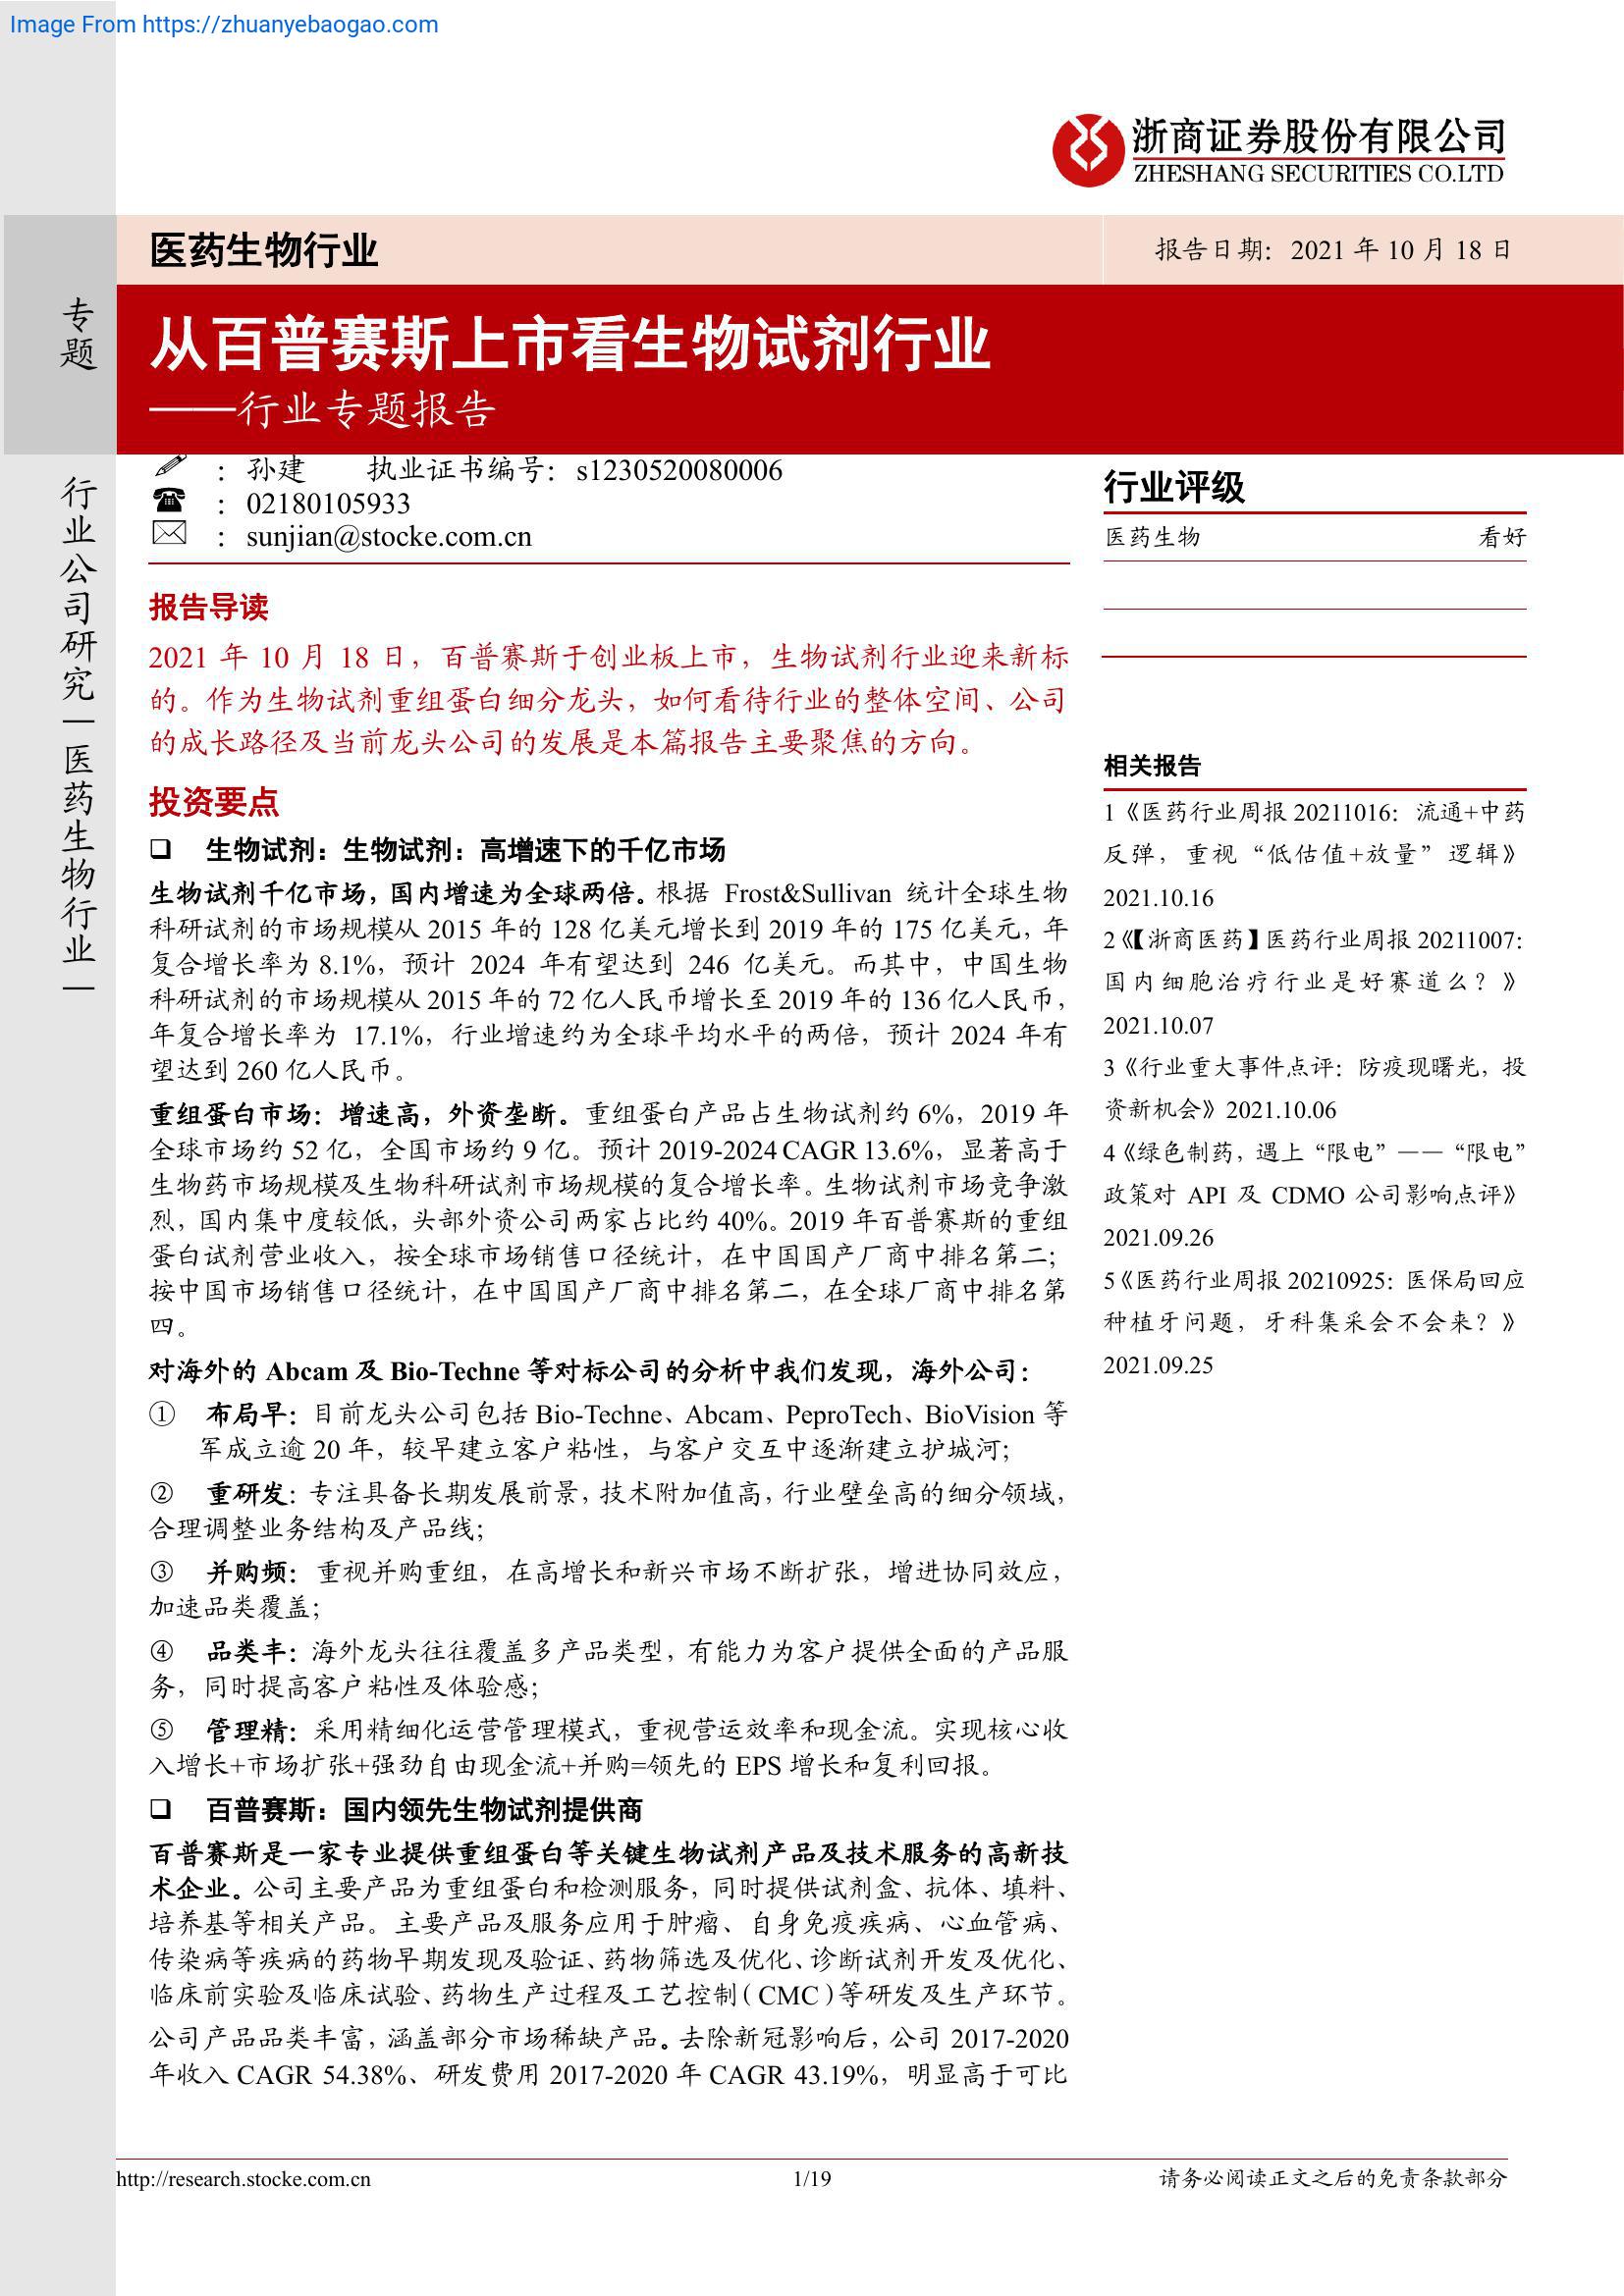 Image From https://zhuanyebaogao.com
浙商证券股份有限公司
ZHESHANG SECURITIES CO.LTD
医药生物行业
报告日期：2021 年 10 月 18 日
专题
从百普赛斯上市看生物试剂行业
——行业专题报告
行业公司研究｜医药生物行业｜
：孙建 执业证书编号：s1230520080006
：02180105933
：sunjian@stocke.com.cn
报告导读
2021 年 10 月 18 日，百普赛斯于创业板上市，生物试剂行业迎来新标
的。作为生物试剂重组蛋白细分龙头，如何看待行业的整体空间、公司
的成长路径及当前龙头公司的发展是本篇报告主要聚焦的方向。
投资要点
❑ 生物试剂：生物试剂：高增速下的千亿市场
生物试剂千亿市场，国内增速为全球两倍。根据 Frost&Sullivan 统计全球生物
科研试剂的市场规模从 2015 年的 128 亿美元增长到 2019 年的 175 亿美元，年
复合增长率为 8.1%，预计 2024 年有望达到 246 亿美元。而其中，中国生物
科研试剂的市场规模从 2015 年的 72 亿人民币增长至 2019 年的 136 亿人民币，
年复合增长率为 17.1%，行业增速约为全球平均水平的两倍，预计 2024 年有
望达到 260 亿人民币。
重组蛋白市场：增速高，外资垄断。重组蛋白产品占生物试剂约 6%，2019 年
全球市场约 52 亿，全国市场约 9 亿。预计 2019-2024 CAGR 13.6%，显著高于
生物药市场规模及生物科研试剂市场规模的复合增长率。生物试剂市场竞争激
烈，国内集中度较低，头部外资公司两家占比约 40%。2019 年百普赛斯的重组
蛋白试剂营业收入，按全球市场销售口径统计，在中国国产厂商中排名第二；
按中国市场销售口径统计，在中国国产厂商中排名第二，在全球厂商中排名第
四。
对海外的 Abcam 及 Bio-Techne 等对标公司的分析中我们发现，海外公司：
① 布局早：目前龙头公司包括 Bio-Techne、Abcam、PeproTech、BioVision 等
军成立逾 20 年，较早建立客户粘性，与客户交互中逐渐建立护城河；
② 重研发：专注具备长期发展前景，技术附加值高，行业壁垒高的细分领域，
合理调整业务结构及产品线；
③ 并购频：重视并购重组，在高增长和新兴市场不断扩张，增进协同效应，
加速品类覆盖；
④ 品类丰：海外龙头往往覆盖多产品类型，有能力为客户提供全面的产品服
务，同时提高客户粘性及体验感；
⑤ 管理精：采用精细化运营管理模式，重视营运效率和现金流。实现核心收
入增长+市场扩张+强劲自由现金流+并购=领先的 EPS 增长和复利回报。
❑ 百普赛斯：国内领先生物试剂提供商
百普赛斯是一家专业提供重组蛋白等关键生物试剂产品及技术服务的高新技
术企业。公司主要产品为重组蛋白和检测服务，同时提供试剂盒、抗体、填料、
培养基等相关产品。主要产品及服务应用于肿瘤、自身免疫疾病、心血管病、
传染病等疾病的药物早期发现及验证、药物筛选及优化、诊断试剂开发及优化、
临床前实验及临床试验、药物生产过程及工艺控制（CMC）等研发及生产环节。
公司产品品类丰富，涵盖部分市场稀缺产品。去除新冠影响后，公司 2017-2020
年收入 CAGR 54.38%、研发费用 2017-2020 年 CAGR 43.19%，明显高于可比
行业评级
医药生物 看好
相关报告
1《医药行业周报 20211016：流通+中药
反弹，重视“低估值+放量”逻辑》
2021.10.16
2《【浙商医药】医药行业周报 20211007：
国内细胞治疗行业是好赛道么？》
2021.10.07
3《行业重大事件点评：防疫现曙光，投
资新机会》2021.10.06
4《绿色制药，遇上“限电”——“限电”
政策对 API 及 CDMO 公司影响点评》
2021.09.26
5《医药行业周报 20210925：医保局回应
种植牙问题，牙科集采会不会来？》
2021.09.25
http://research.stocke.com.cn
1/19
请务必阅读正文之后的免责条款部分